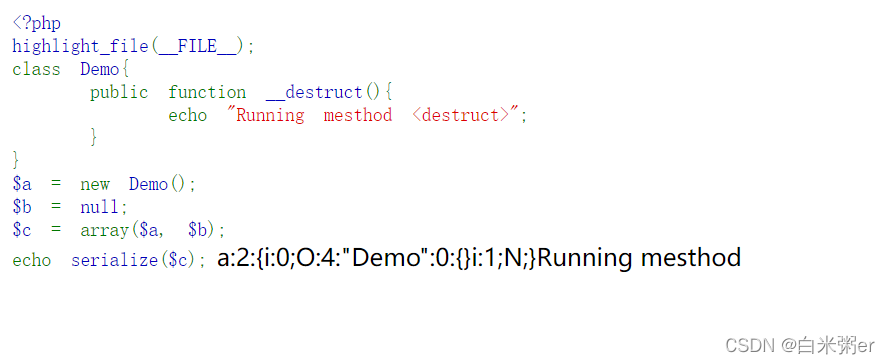 <?php
highlight_file(__FILE__);
class Demo{
public function __destruct(){
echo "Running mesthod <destruct>";
}
}
$a = new Demo();
$b = null;
$c = array($a, $b);
echo serialize($c); a:2:{i:0;O:4:"Demo":0:{}i:1;N;}Running mesthod
CSDN @白米粥er